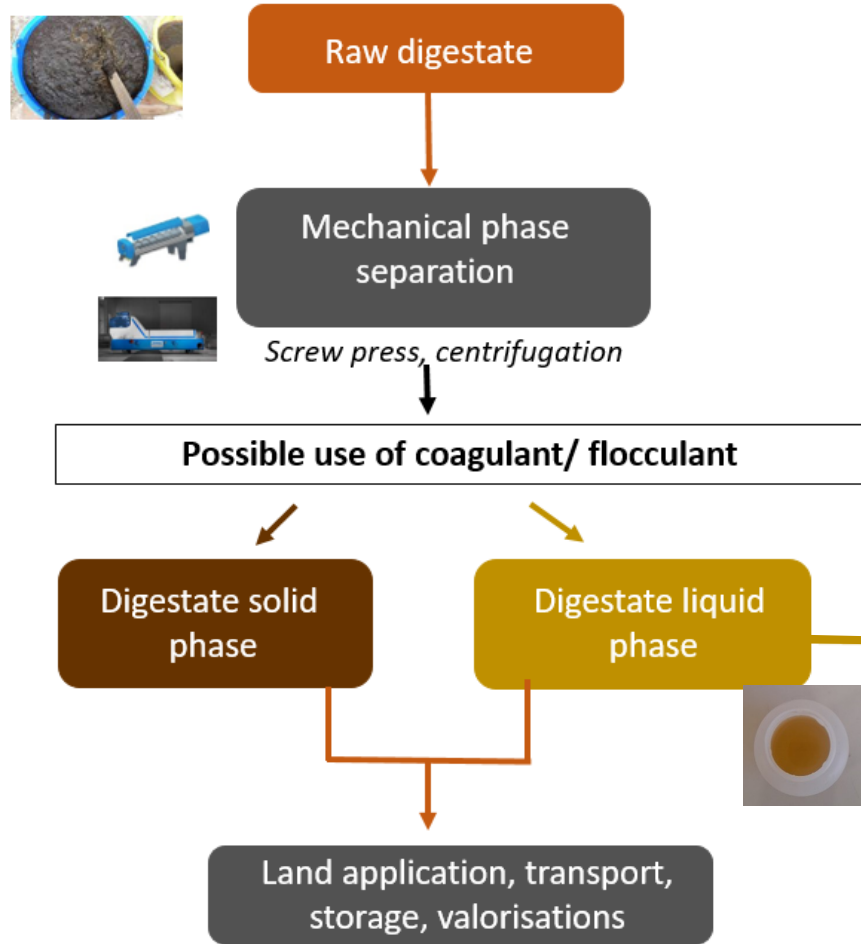 Raw digestate
Mechanical phase
separation
Screw press, centrifugation
Possible use of coagulant/ flocculant
Digestate solid
phase
Digestate liquid
phase
Land application, transport,
storage, valorisations